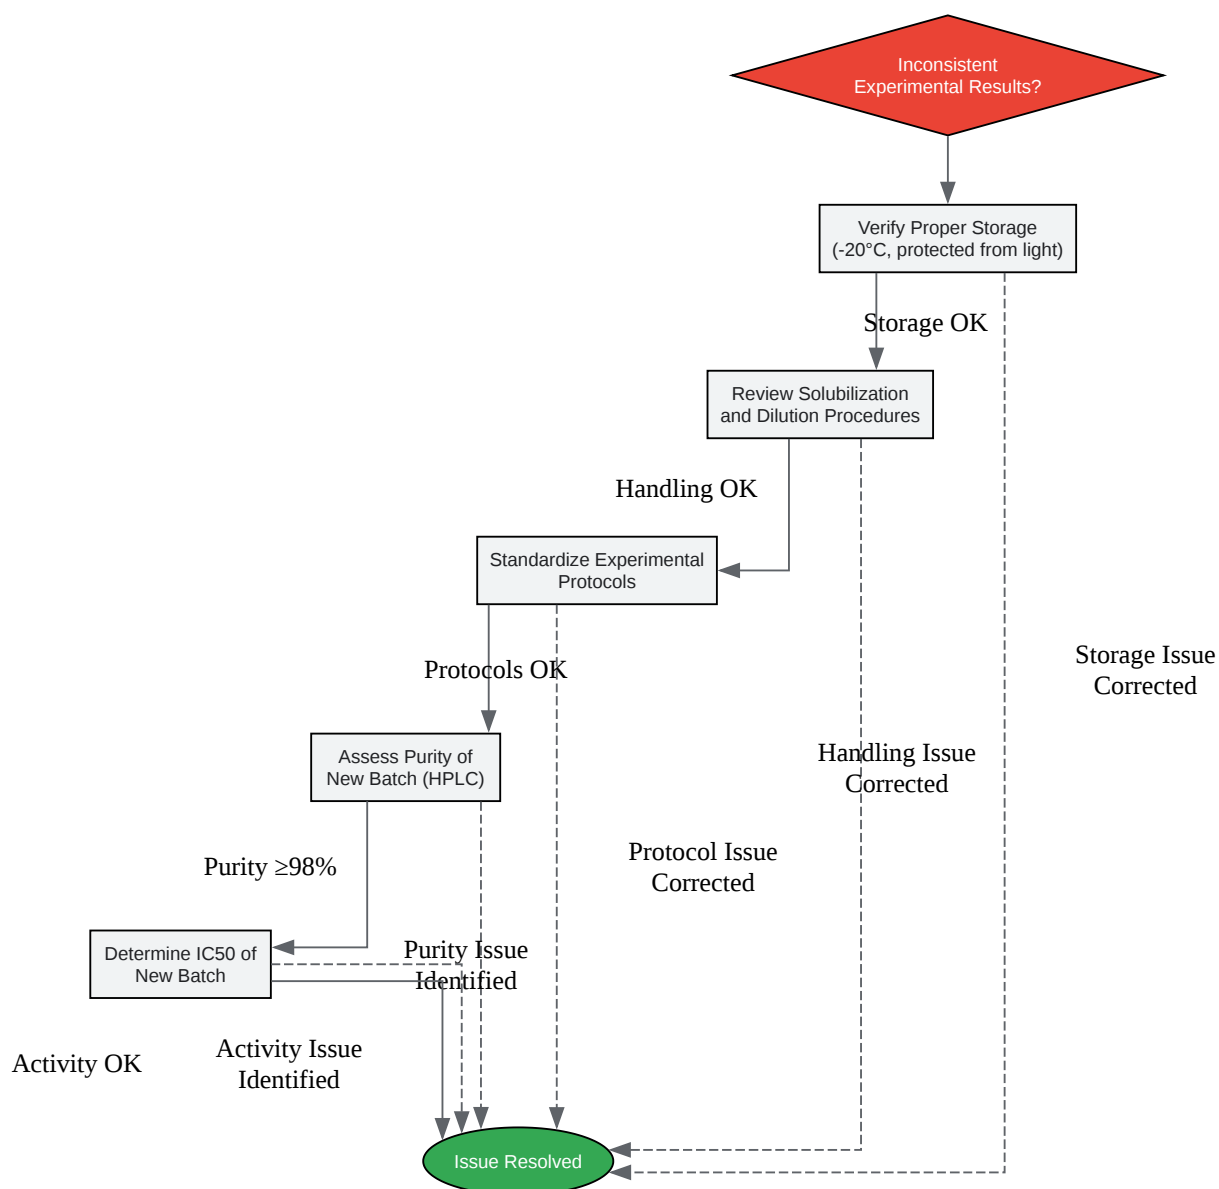 Inconsistent
Experimental Results?
Verify Proper Storage
(-20°C, protected from light)
Storage OK
Review Solubilization
and Dilution Procedures
Handling OK
Standardize Experimental
Protocols
Storage Issue
Corrected
Protocols OK
Assess Purity of
New Batch (HPLC)
Handling Issue
Corrected
Purity ≥98%
Protocol Issue
Corrected
Determine IC50 of
New Batch
Purity Issue
Identified
Activity OK
Activity Issue
Identified
Issue Resolved